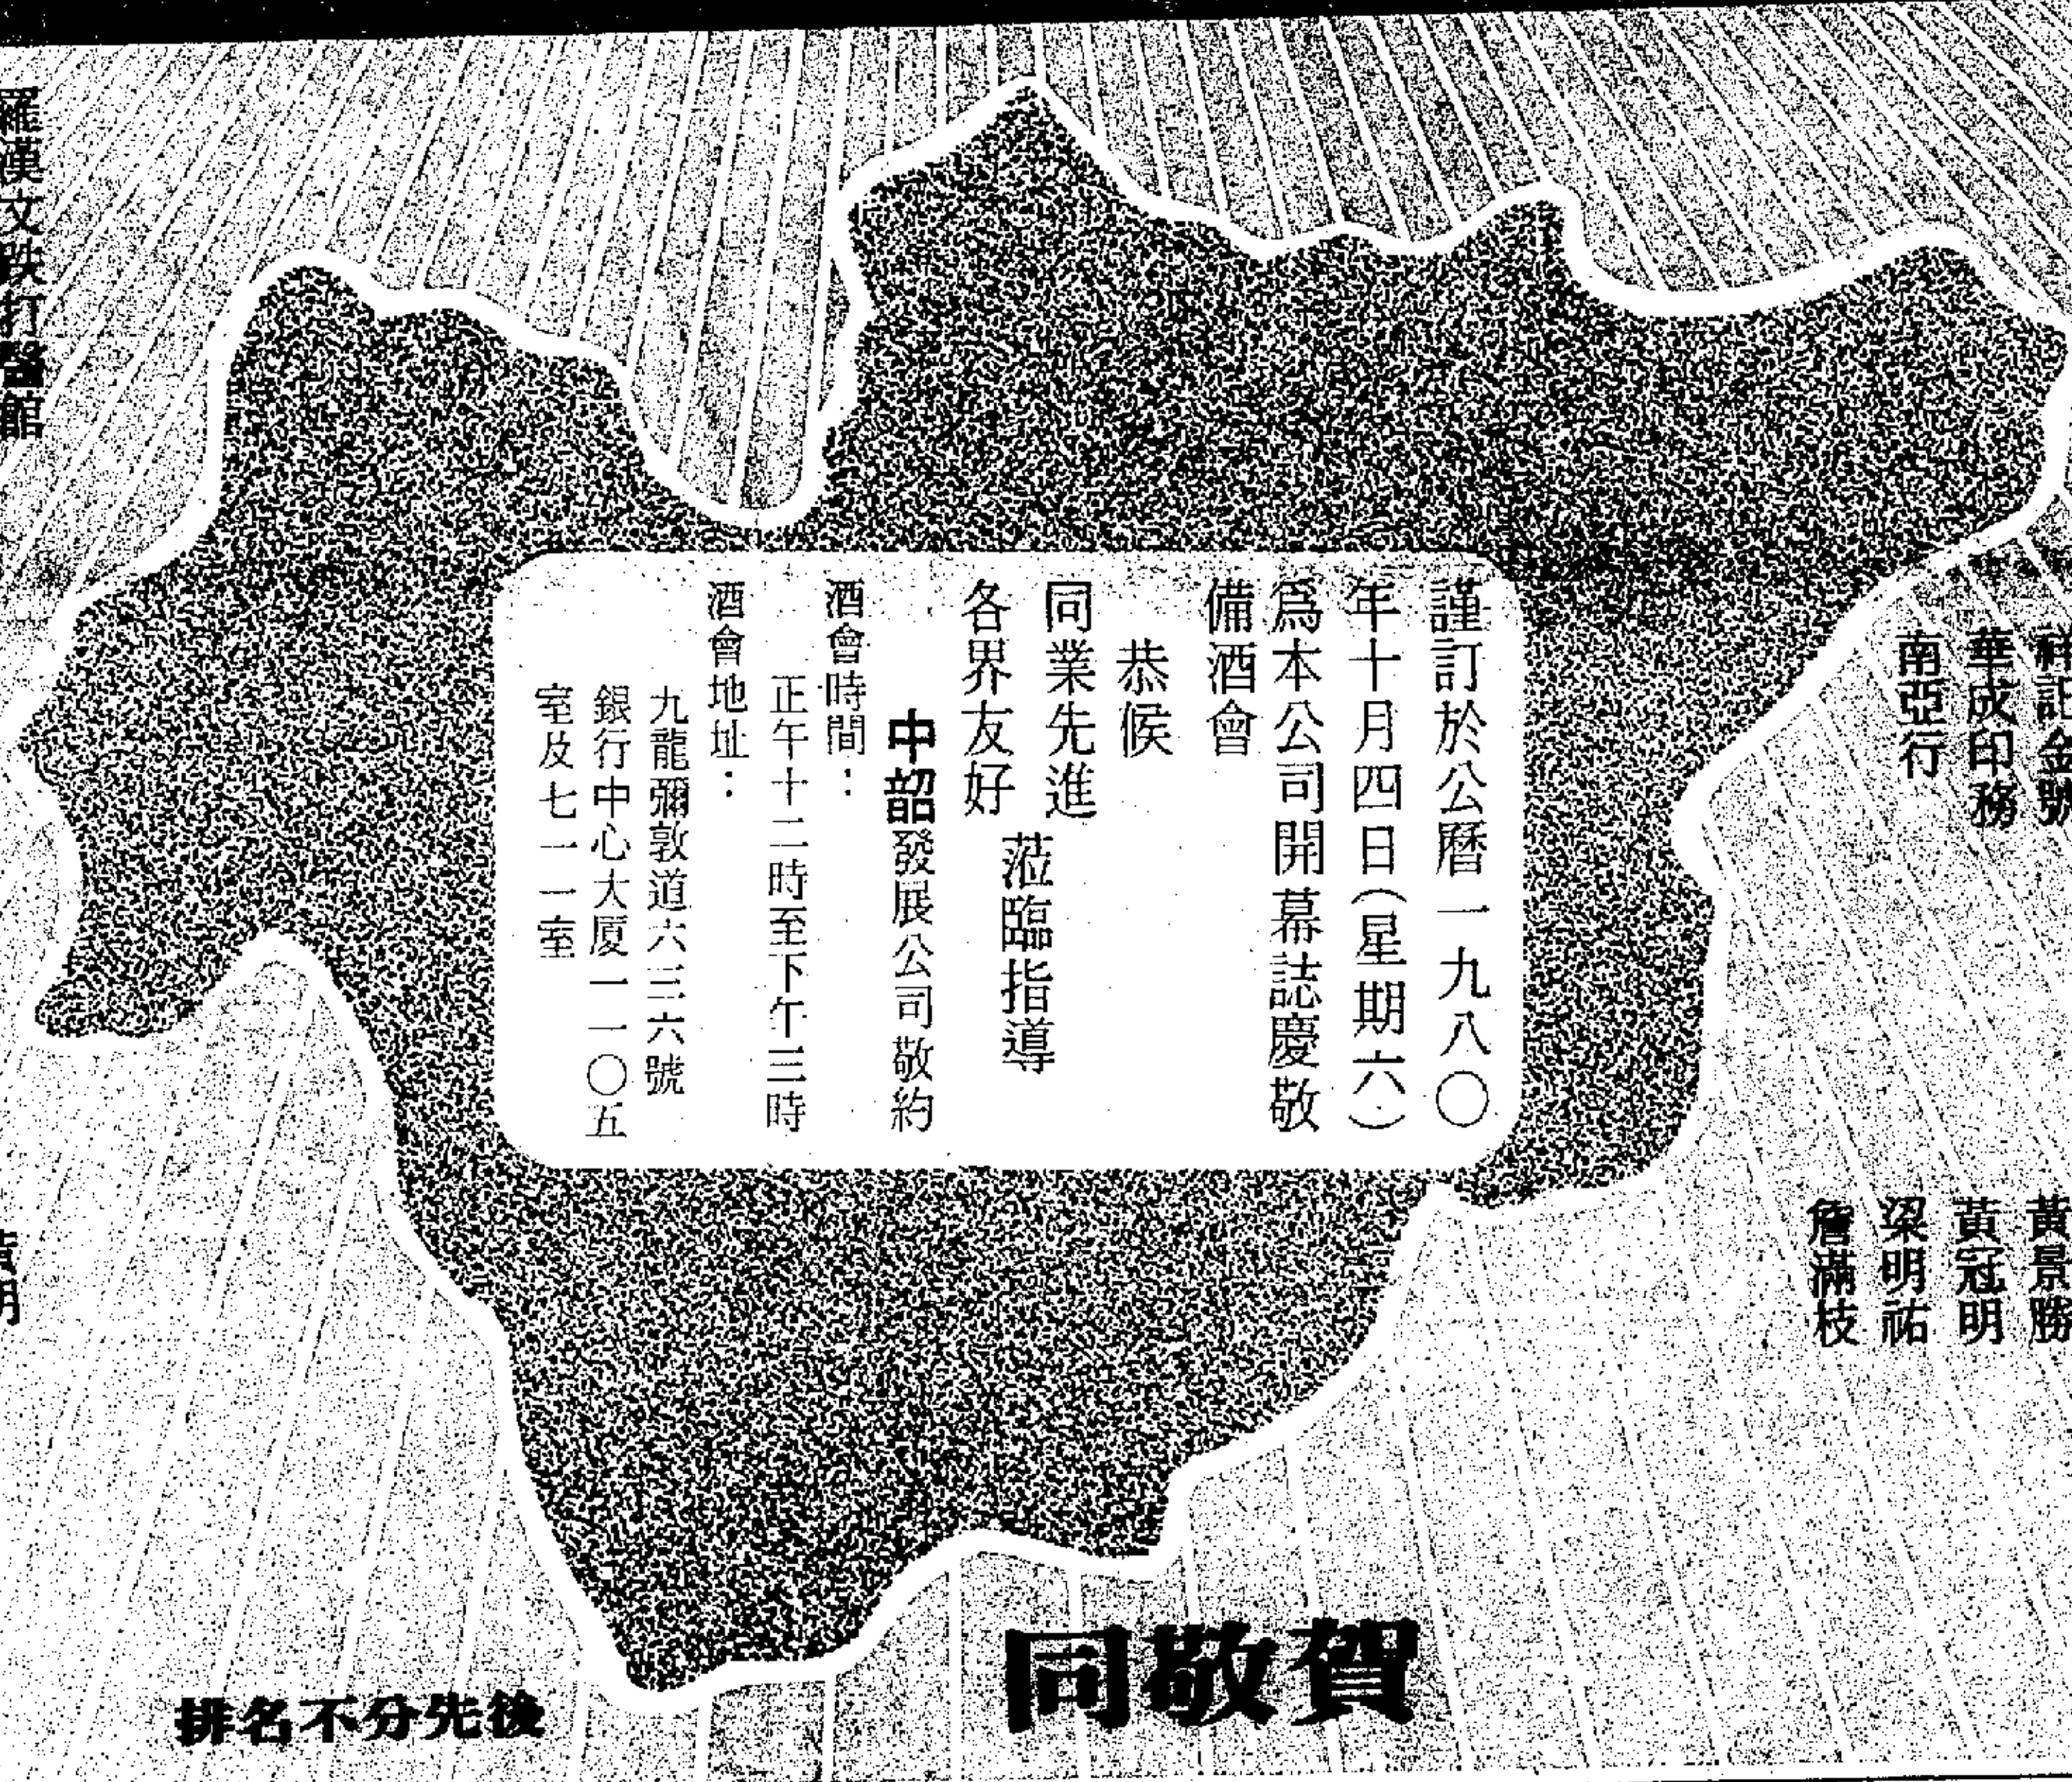 祥記金號
華成印務
南亞行
黃景勝
黃冠明
梁明祐
詹滿枝
謹訂於公曆一九八〇
年十月四日（星期六）
爲本公司開幕誌慶敬
備酒會
恭候
同業先進
各界友好
蒞臨指導
中韶發展公司敬約
酒會時間：
正午十二時至下午三時
酒會地址：
九龍彌敦道六三六號
銀行中心大厦一一〇五
室及七一一室
羅漢文跌打醫館
同敬賀
排名不分先後